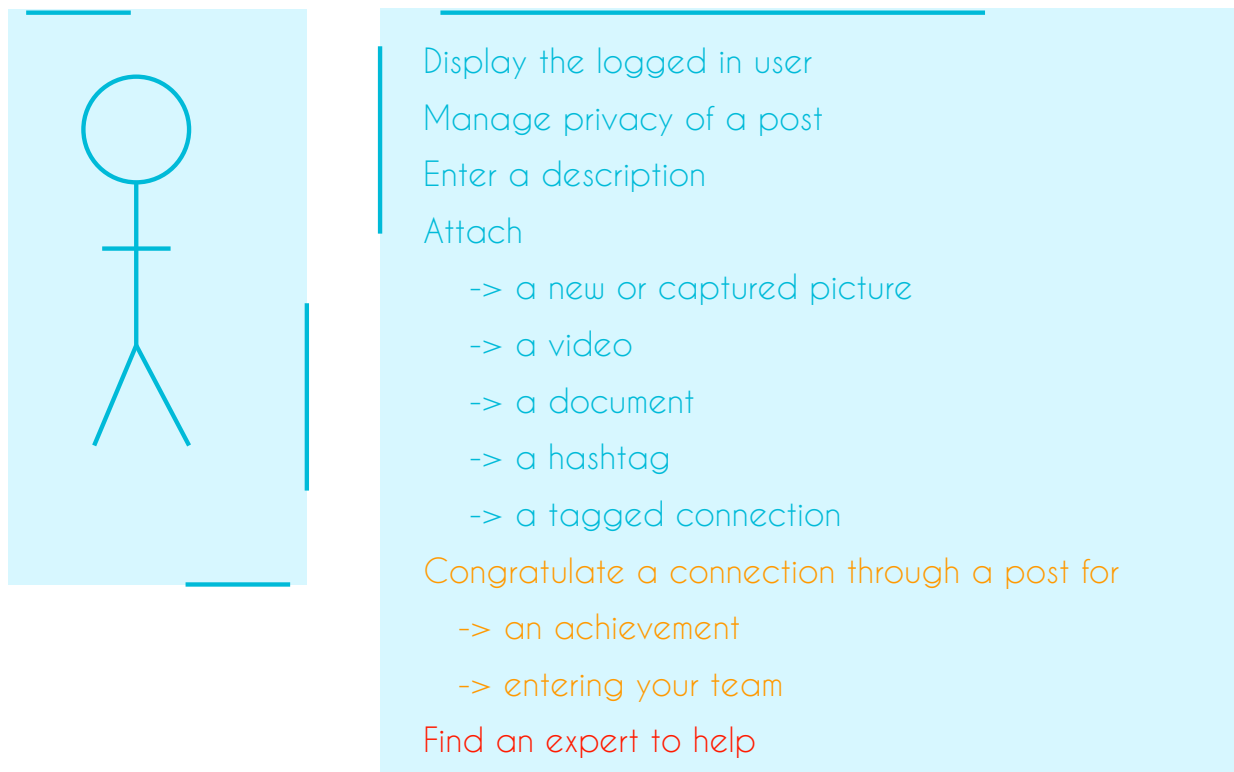 Display the logged in user
Manage privacy of a post
Enter a description
Attach
-> a new or captured picture
-> a video
-> a document
-> a hashtag
-> a tagged connection
Congratulate a connection through a post for
-> an achievement
-> entering your team
Find an expert to help